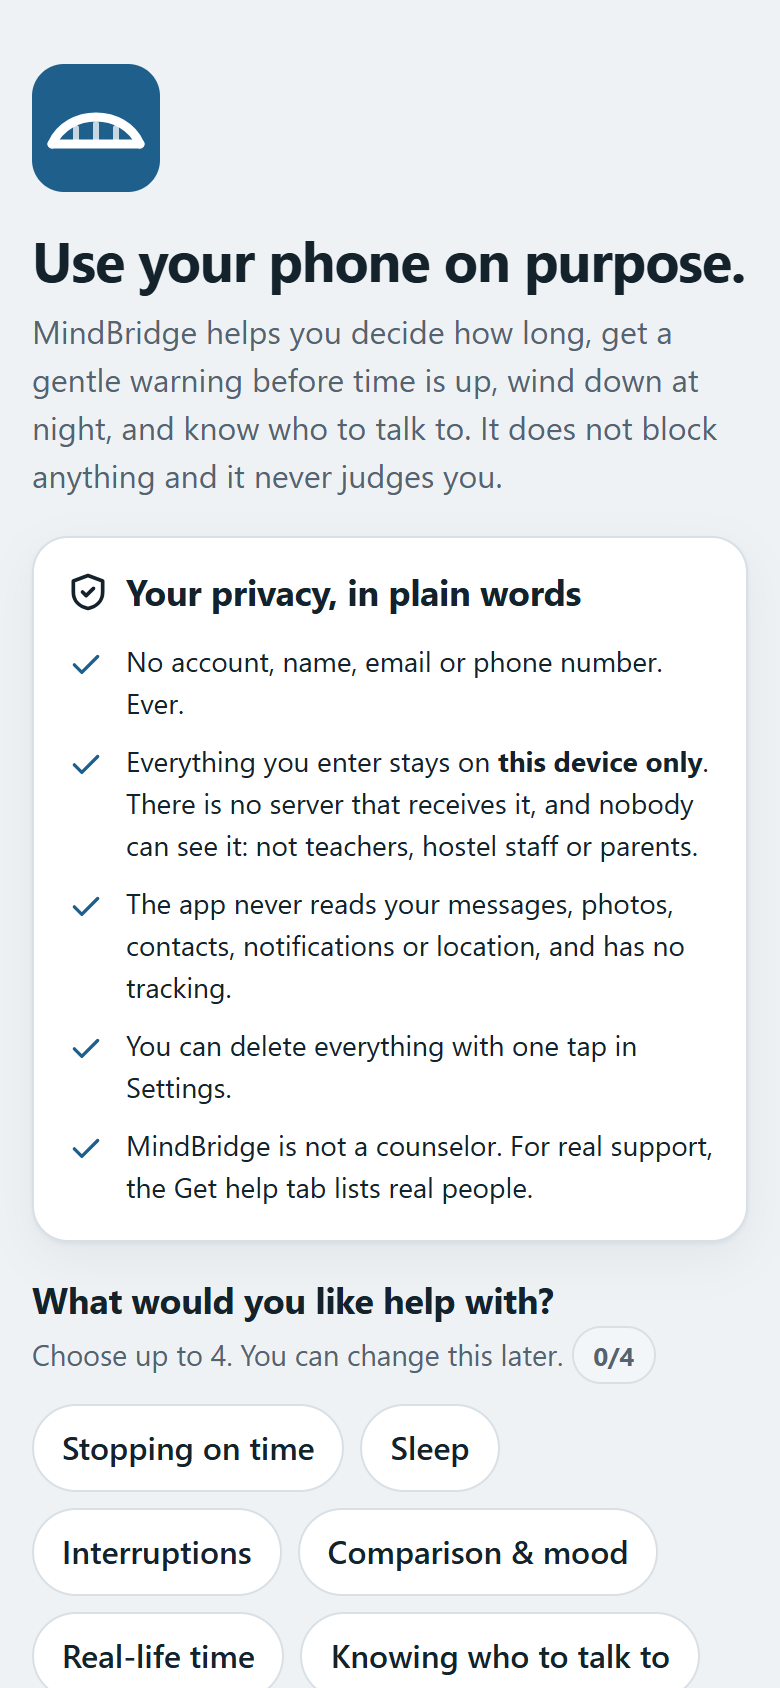 Use your phone on purpose.
MindBridge helps you decide how long, get a
gentle warning before time is up, wind down at
night, and know who to talk to. It does not block
anything and it never judges you.
Your privacy, in plain words
No account, name, email or phone number.
Ever.
Everything you enter stays on this device only.
There is no server that receives it, and nobody
can see it: not teachers, hostel staff or parents.
The app never reads your messages, photos,
contacts, notifications or location, and has no
tracking.
You can delete everything with one tap in
Settings.
MindBridge is not a counselor. For real support,
the Get help tab lists real people.
What would you like help with?
Choose up to 4. You can change this later. 0/4
Stopping on time Sleep
Interruptions Comparison & mood
Real-life time Knowing who to talk to